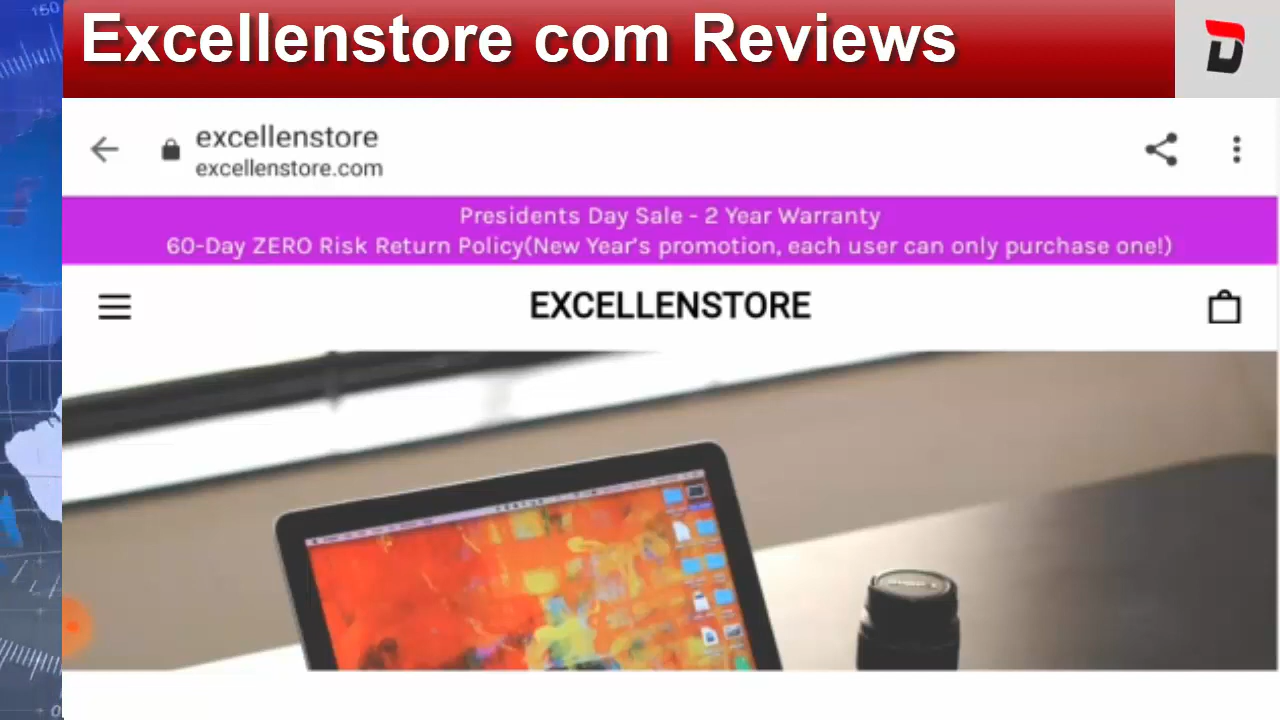 Excellenstore com Reviews
excellenstore
excellenstore.com
Presidents Day Sale - 2 Year Warranty
60-Day ZERO Risk Return Policy(New Year's promotion, each user can only purchase one!)
EXCELLENSTORE